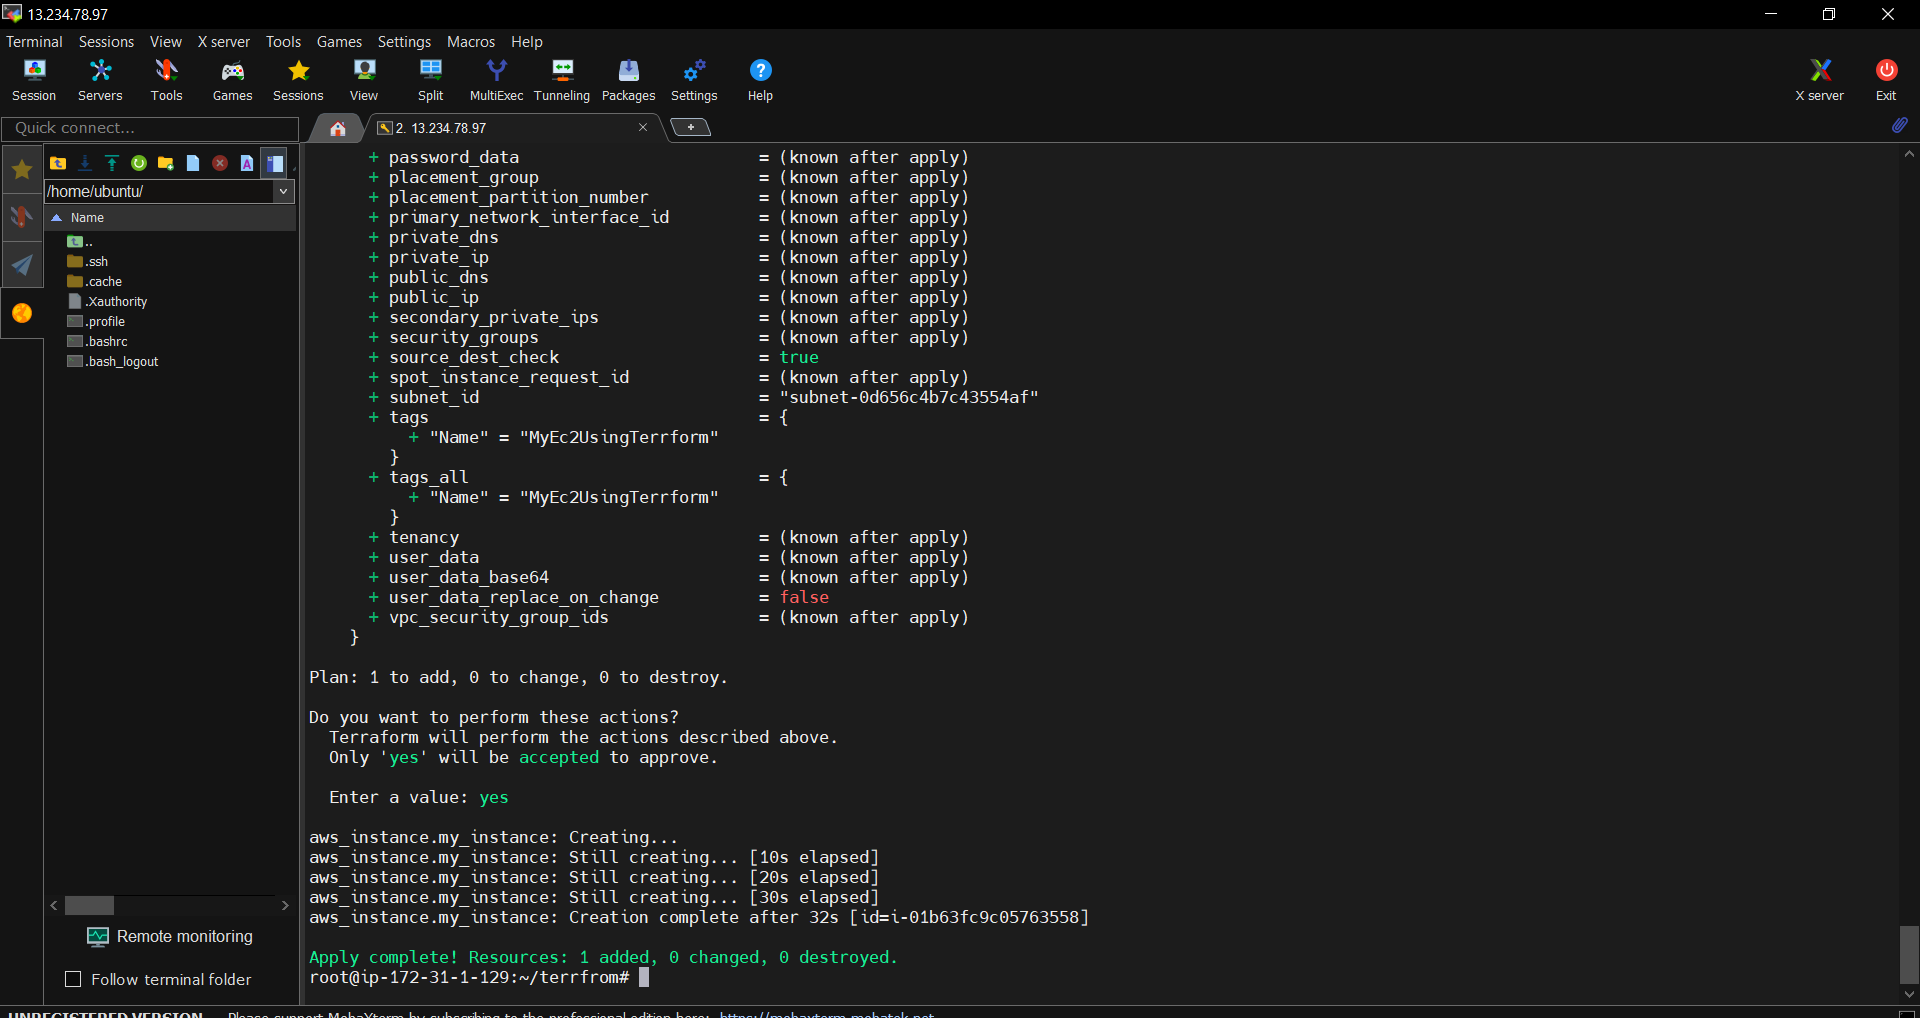 13.234.78.97
Terminal Sessions View X server Tools Games Settings Macros Help
Session Servers Tools Games Sessions View Split MultiExec Tunneling Packages Settings Help X server Exit
Quick connect...
2. 13.234.78.97
/home/ubuntu/
Name
..
.ssh
.cache
.Xauthority
.profile
.bashrc
.bash_logout
Remote monitoring
Follow terminal folder
+ password_data = (known after apply)
+ placement_group = (known after apply)
+ placement_partition_number = (known after apply)
+ primary_network_interface_id = (known after apply)
+ private_dns = (known after apply)
+ private_ip = (known after apply)
+ public_dns = (known after apply)
+ public_ip = (known after apply)
+ secondary_private_ips = (known after apply)
+ security_groups = (known after apply)
+ source_dest_check = true
+ spot_instance_request_id = (known after apply)
+ subnet_id = "subnet-0d656c4b7c43554af"
+ tags = {
+ "Name" = "MyEc2UsingTerrform"
}
+ tags_all = {
+ "Name" = "MyEc2UsingTerrform"
}
+ tenancy = (known after apply)
+ user_data = (known after apply)
+ user_data_base64 = (known after apply)
+ user_data_replace_on_change = false
+ vpc_security_group_ids = (known after apply)
}
Plan: 1 to add, 0 to change, 0 to destroy.
Do you want to perform these actions?
Terraform will perform the actions described above.
Only 'yes' will be accepted to approve.
Enter a value: yes
aws_instance.my_instance: Creating...
aws_instance.my_instance: Still creating... [10s elapsed]
aws_instance.my_instance: Still creating... [20s elapsed]
aws_instance.my_instance: Still creating... [30s elapsed]
aws_instance.my_instance: Creation complete after 32s [id=i-01b63fc9c05763558]
Apply complete! Resources: 1 added, 0 changed, 0 destroyed.
root@ip-172-31-1-129:~/terrfrom#
UNREGISTERED VERSION - Please support MobaXterm by subscribing to the professional edition here: https://mobaxterm.mobatek.net